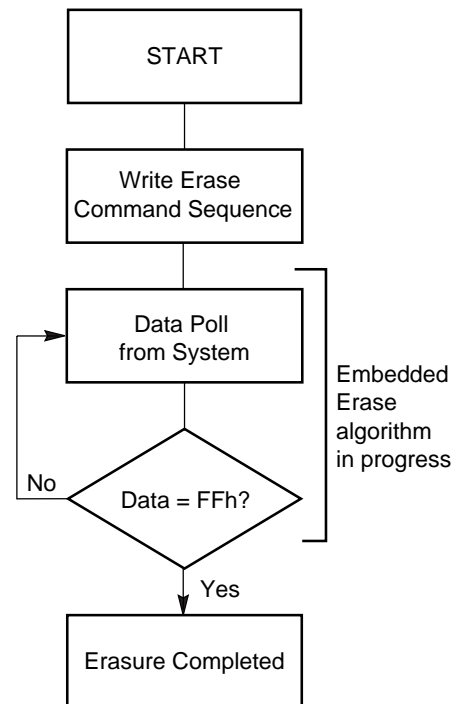 START
Write Erase
Command Sequence
Data Poll
from System
Embedded
Erase
algorithm
in progress
No
Data = FFh?
Yes
Erasure Completed